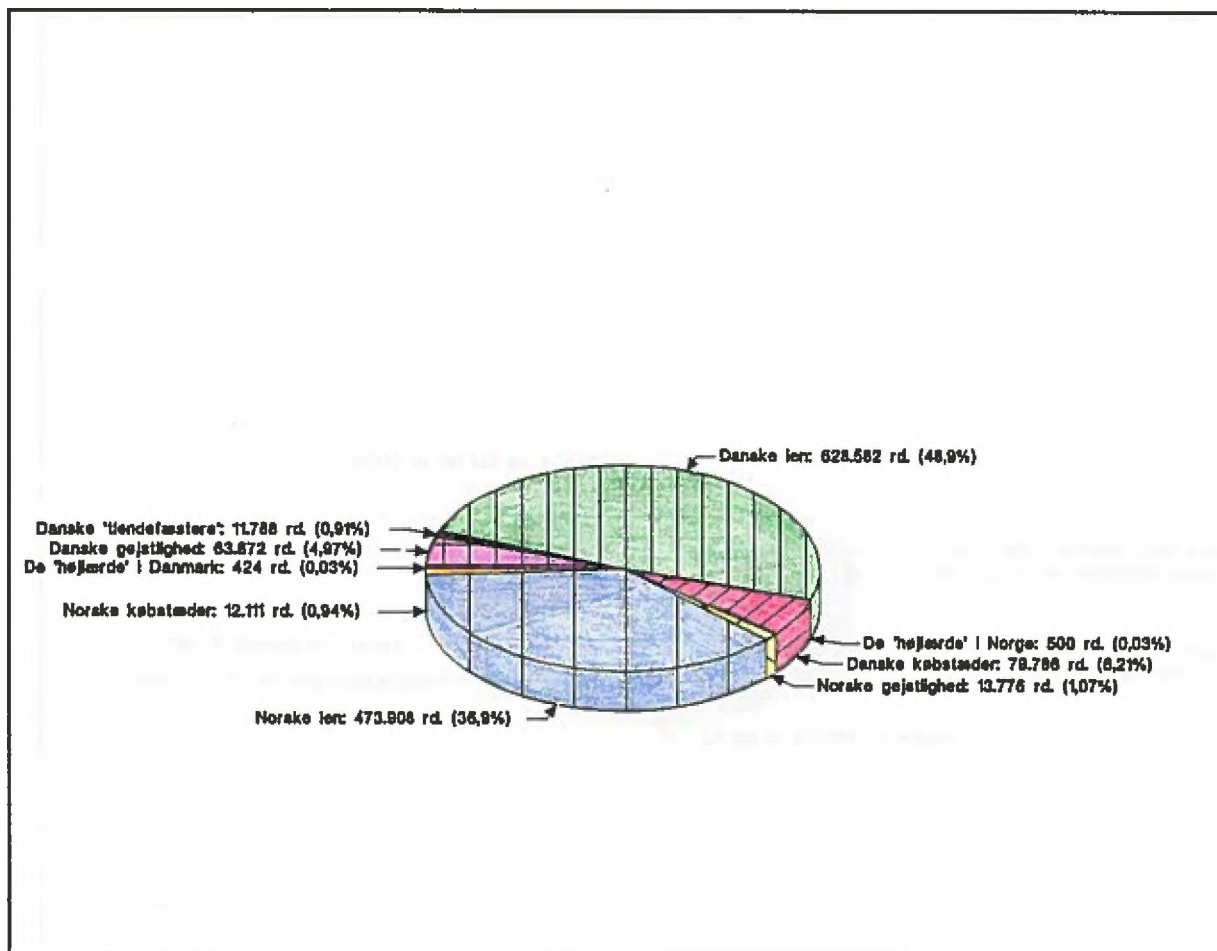 Danske len: 628.582 rd. (48,9%)
Danske 'tiendefæstere': 11.788 rd. (0,91%)
Danske gejstlighed: 63.872 rd. (4,97%)
De 'højlærde' i Danmark: 424 rd. (0,03%)
Norske købstæder: 12.111 rd. (0,94%)
De 'højlærde' i Norge: 500 rd. (0,03%)
Danske købstæder: 79.786 rd. (6,21%)
Norske gejstlighed: 13.776 rd. (1,07%)
Norske len: 473.908 rd. (36,9%)